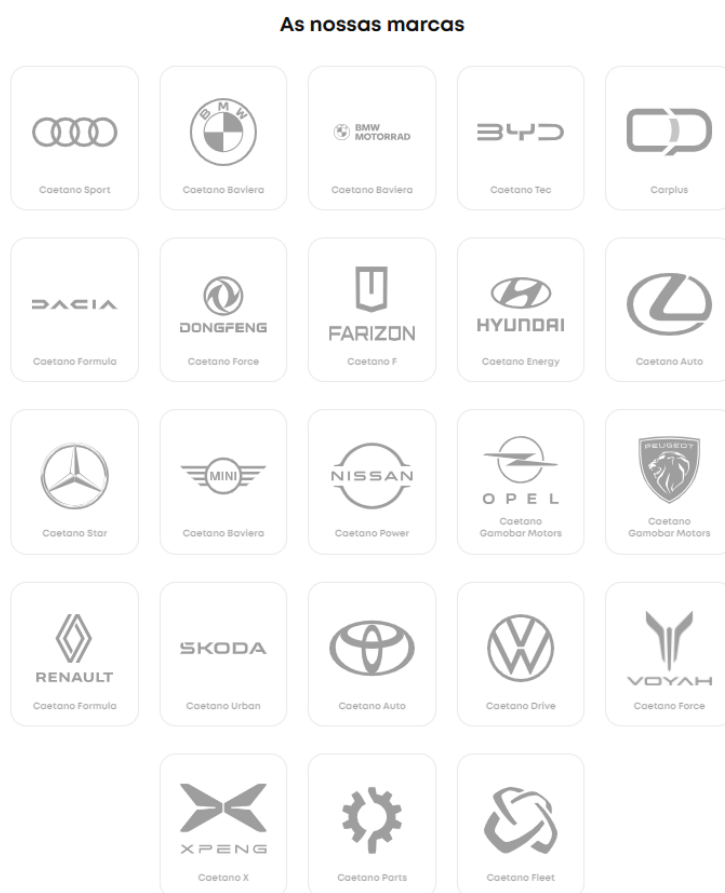 As nossas marcas
Caetano Sport
BMW
Caetano Baviera
BMW
MOTORRAD
Caetano Baviera
BYD
Caetano Tec
Carplus
DACIA
Caetano Formula
DONGFENG
Caetano Force
FARIZON
Caetano F
HYUNDAI
Caetano Energy
Caetano Auto
Caetano Star
MINI
Caetano Baviera
NISSAN
Caetano Power
OPEL
Caetano
Gamobar Motors
PEUGEOT
Caetano
Gamobar Motors
RENAULT
Caetano Formula
SKODA
Caetano Urban
Caetano Auto
Caetano Drive
VOYAH
Caetano Force
XPENG
Caetano X
Caetano Parts
Caetano Fleet